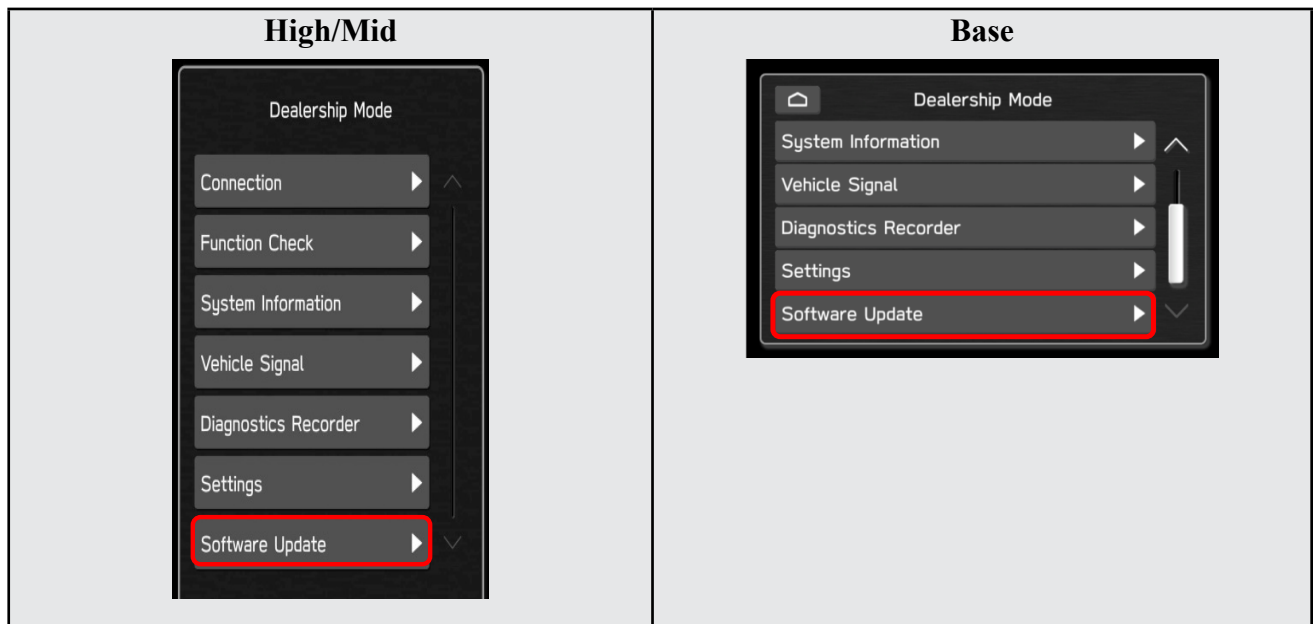 High/Mid
Dealership Mode
Connection
Function Check
System Information
Vehicle Signal
Diagnostics Recorder
Settings
Software Update
Base
Dealership Mode
System Information
Vehicle Signal
Diagnostics Recorder
Settings
Software Update